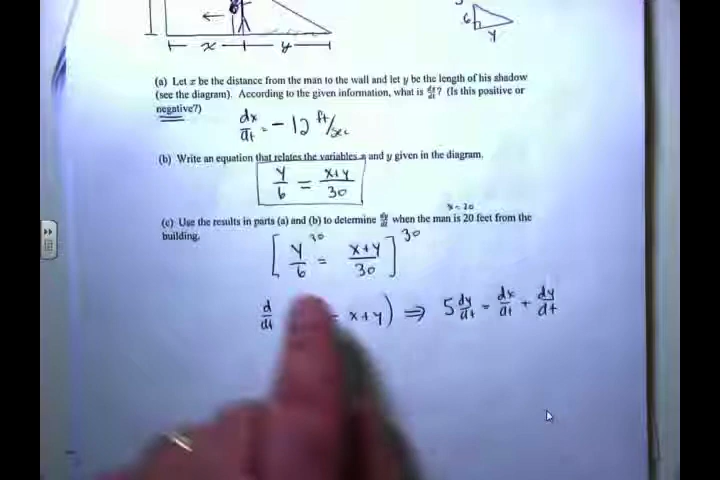 6
x y
y
(a) Let x be the distance from the man to the wall and let y be the length of his shadow
(see the diagram). According to the given information, what is dx/dt? (Is this positive or
negative?)
dx/dt = -12 ft/sec
(b) Write an equation that relates the variables x and y given in the diagram.
y/6 = x+y/30
x=20
(c) Use the results in parts (a) and (b) to determine dy/dt when the man is 20 feet from the
building.
[ y/6 = x+y/30 ] 30
30
d/dt = x+y) ⇒ 5 dy/dt = dx/dt + dy/dt